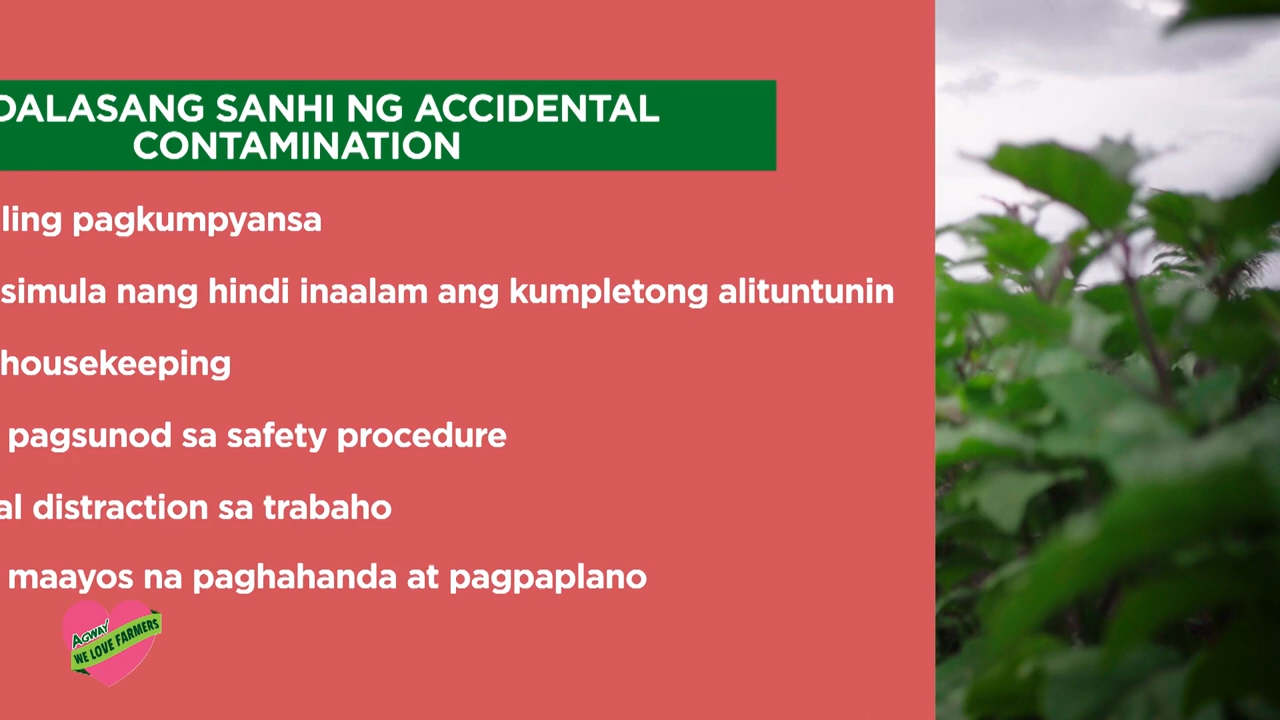 DALASANG SANHI NG ACCIDENTAL
CONTAMINATION
ling pagkumpyansa
simula nang hindi inaalam ang kumpletong alituntunin
housekeeping
pagsunod sa safety procedure
al distraction sa trabaho
maayos na paghahanda at pagpaplano
AGWAY
WE LOVE FARMERS